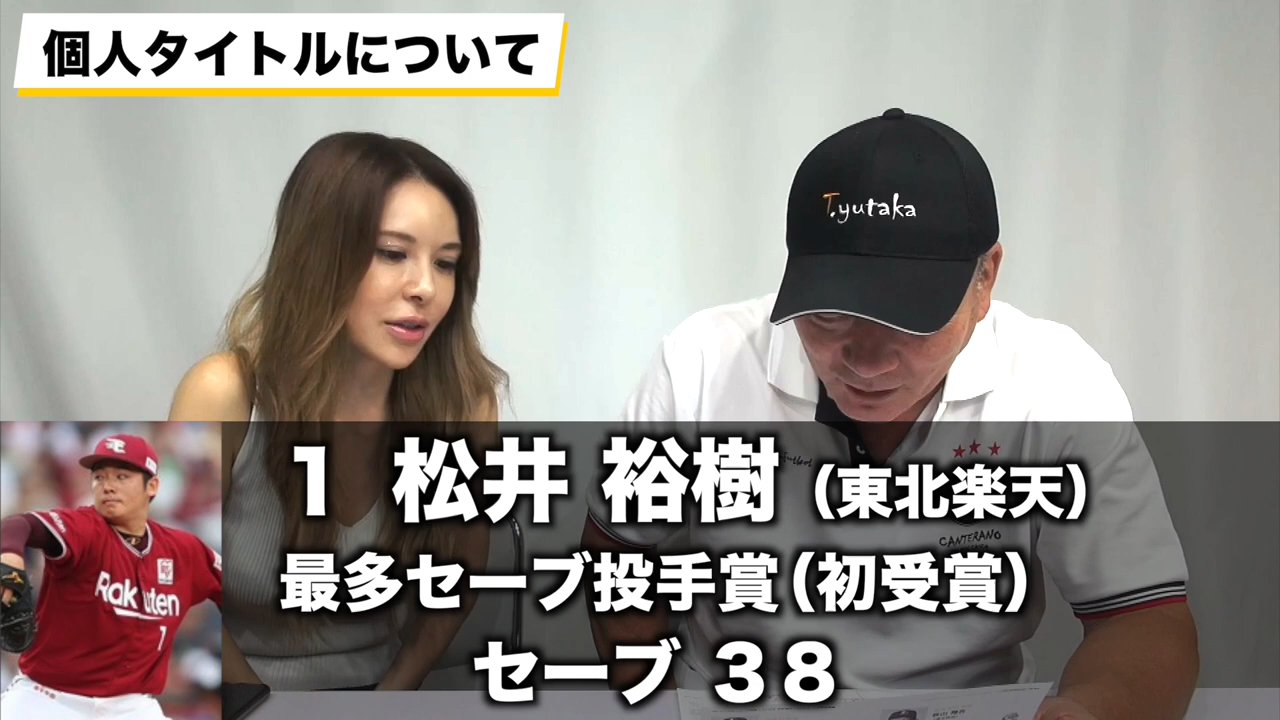 個人タイトルについて
T.yutaka
1 松井 裕樹（東北楽天）
CANTERANO
最多セーブ投手賞（初受賞）
Rakuten
1
セーブ 38